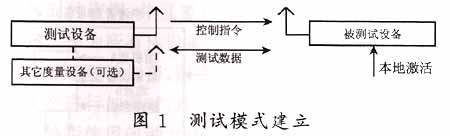 测试设备
控制指令
被测试设备
其它度量设备(可选)
测试数据
本地激活
图 1 测试模式建立